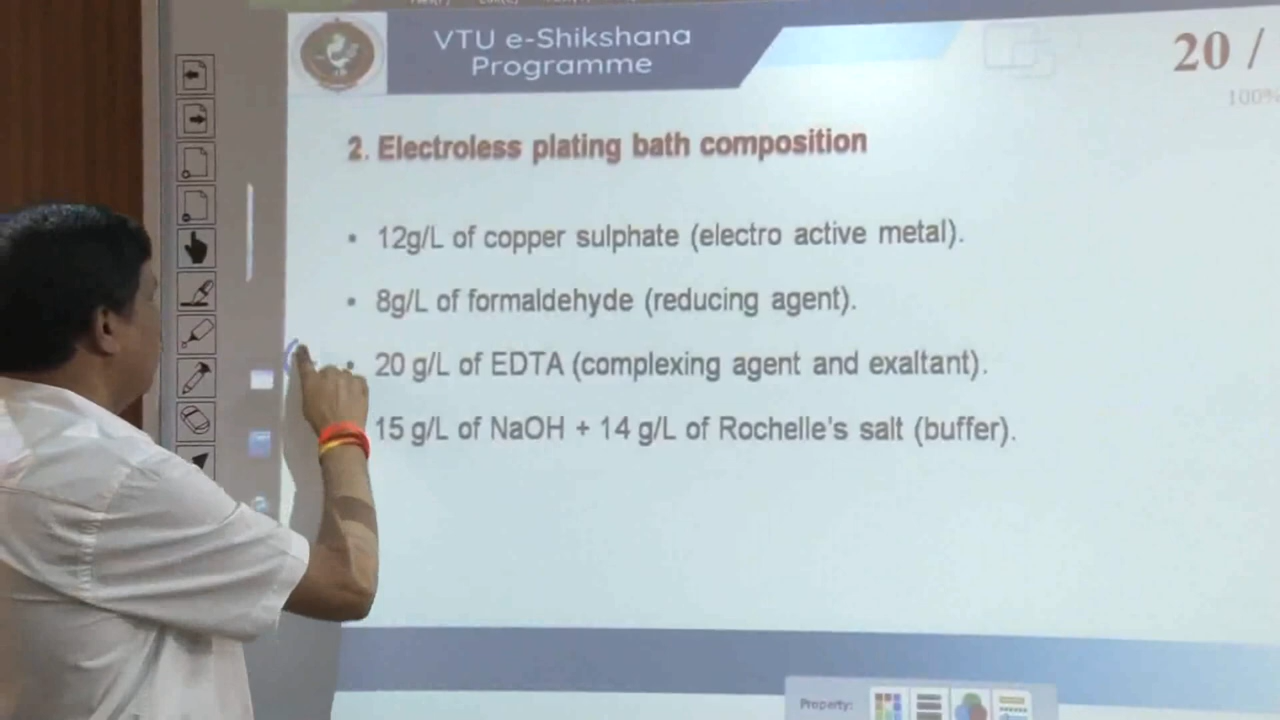 VTU e-Shikshana
Programme
20 /
100%
2. Electroless plating bath composition
• 12g/L of copper sulphate (electro active metal).
• 8g/L of formaldehyde (reducing agent).
• 20 g/L of EDTA (complexing agent and exaltant).
15 g/L of NaOH + 14 g/L of Rochelle's salt (buffer).
Property: